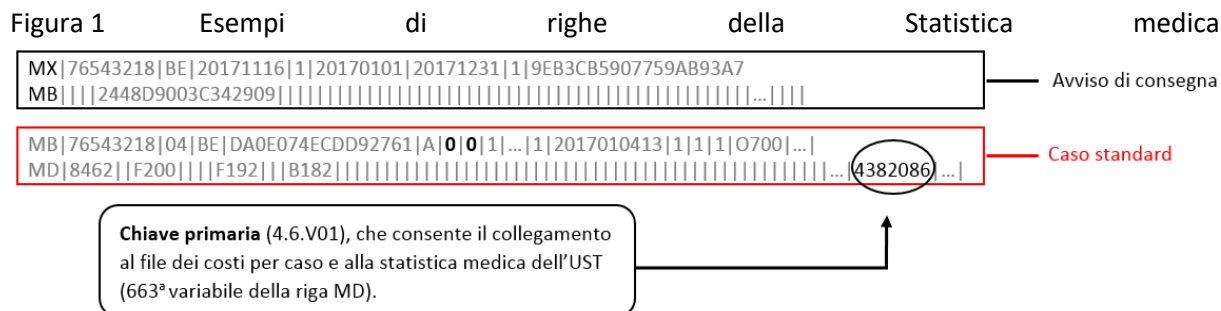 Figura 1 Esempi di righe della Statistica medica
MX|76543218|BE|20171116|1|20170101|20171231|1|9EB3CB5907759AB93A7
MB||||2448D9003C342909||||||||||||||||||||||||||||||||||||||||||||||||...||||
Avviso di consegna
MB|76543218|04|BE|DA0E074ECDD92761|A|0|0|1|...|1|2017010413|1|1|1|O700|...|
MD|8462||F200||||F192|||B182||||||||||||||||||||||||||||||||||||||||||||||||||...|4382086|...|
Caso standard
Chiave primaria (4.6.V01), che consente il collegamento
al file dei costi per caso e alla statistica medica dell'UST
(663ª variabile della riga MD).